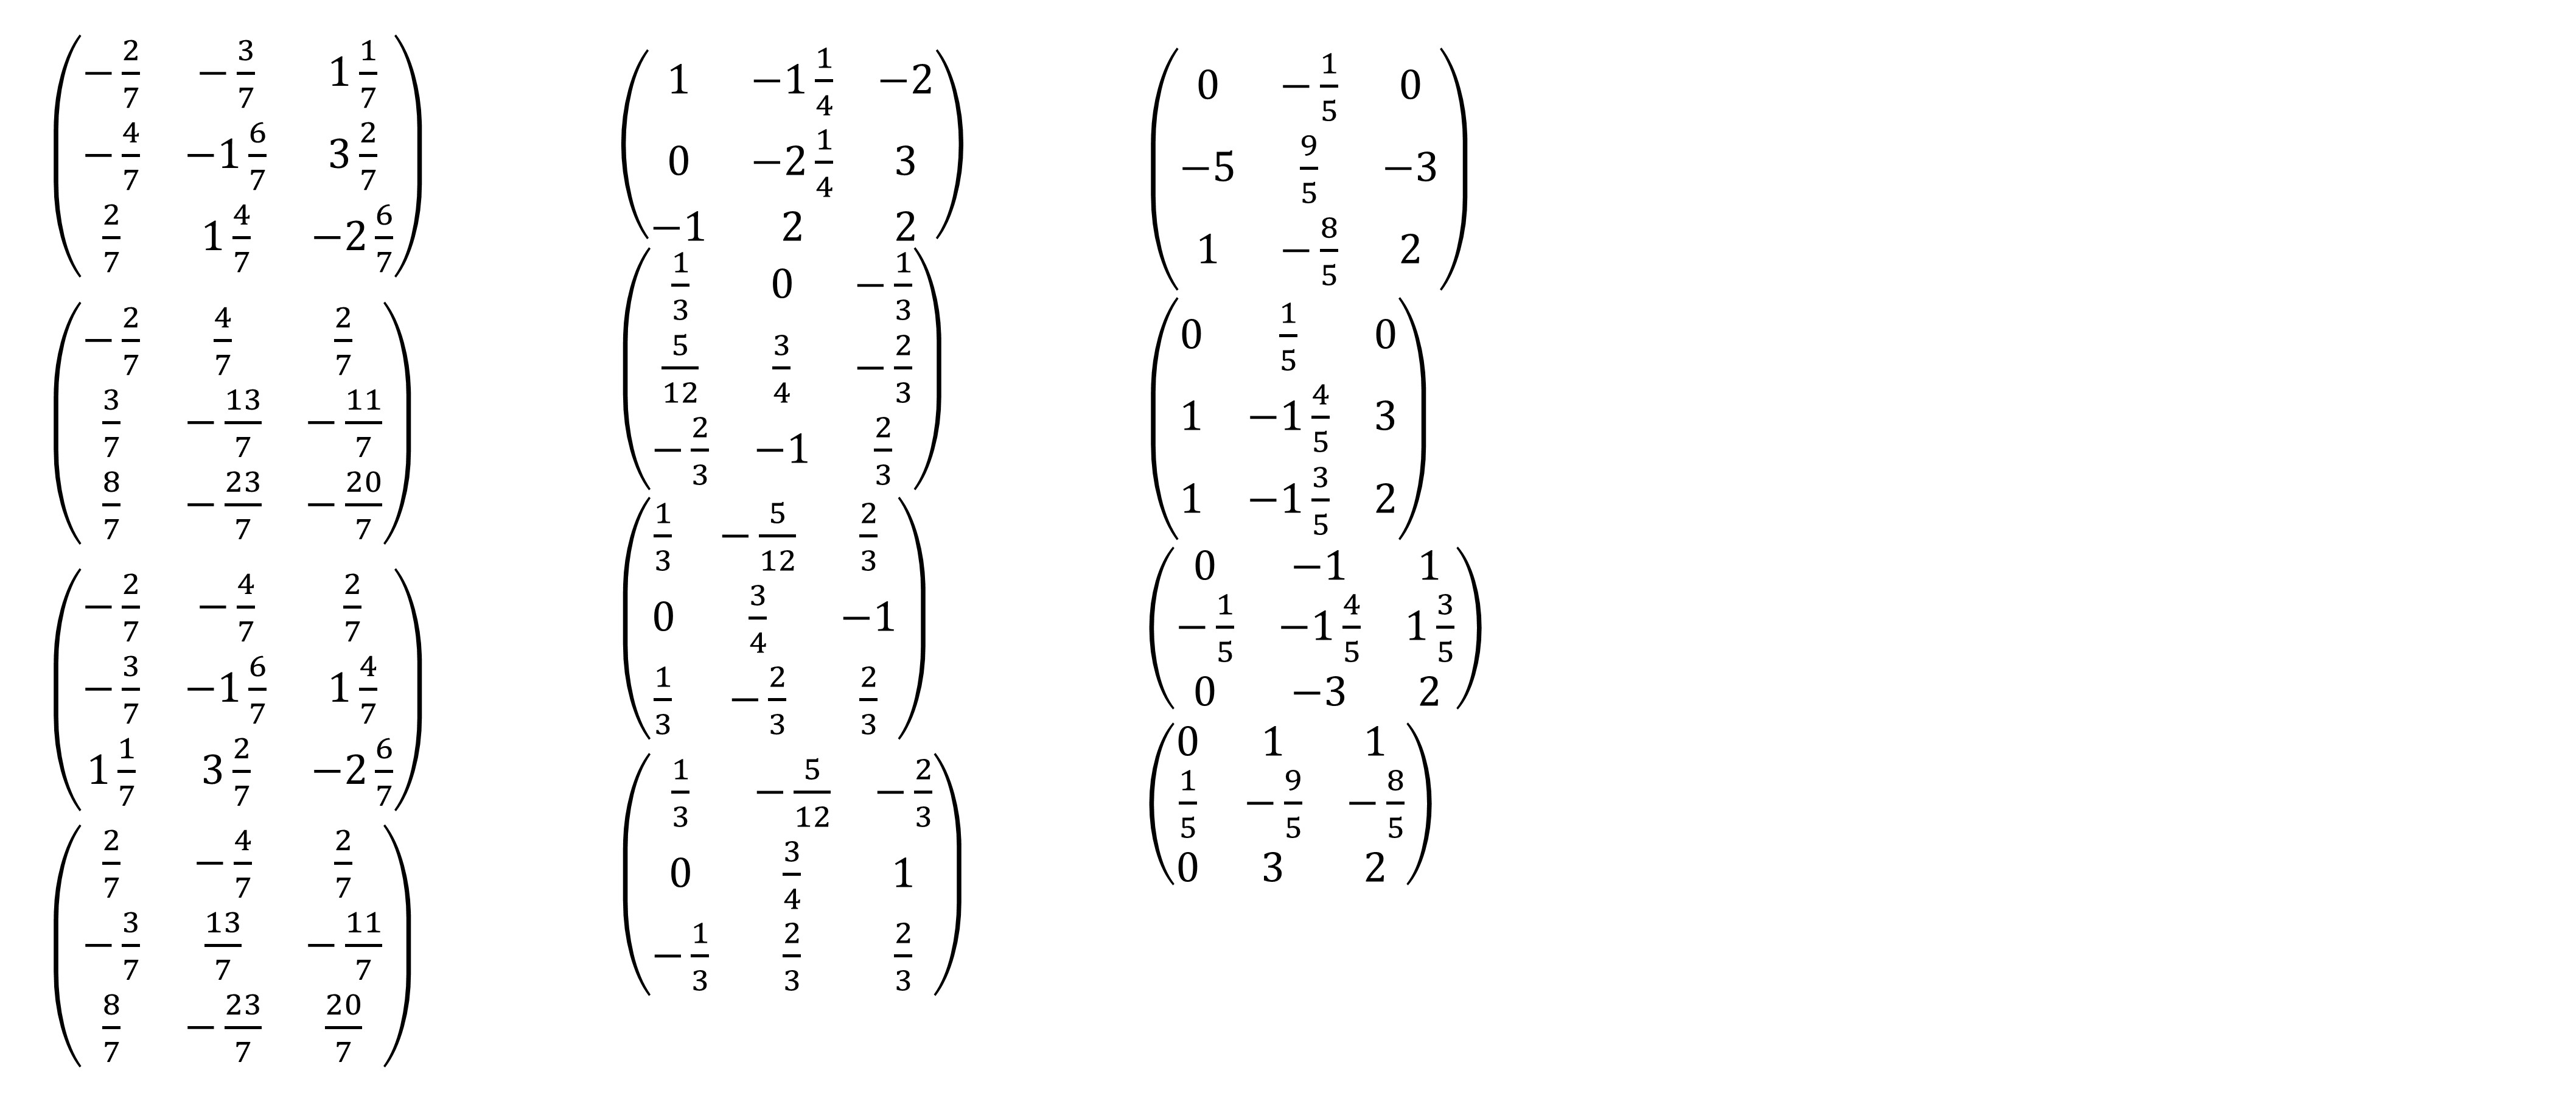 (−2/7 −3/7 1 1/7
−4/7 −1 6/7 3 2/7
2/7 1 4/7 −2 6/7)
(−2/7 4/7 2/7
3/7 −13/7 −11/7
8/7 −23/7 −20/7)
(−2/7 −4/7 2/7
−3/7 −1 6/7 1 4/7
1 1/7 3 2/7 −2 6/7)
(2/7 −4/7 2/7
−3/7 13/7 −11/7
8/7 −23/7 20/7)
(1 −1 1/4 −2
0 −2 1/4 3
−1 2 2)
(1/3 0 −1/3
5/12 3/4 −2/3
−2/3 −1 2/3)
(1/3 −5/12 2/3
0 3/4 −1
1/3 −2/3 2/3)
(1/3 −5/12 −2/3
0 3/4 1
−1/3 2/3 2/3)
(0 −1/5 0
−5 9/5 −3
1 −8/5 2)
(0 1/5 0
1 −1 4/5 3
1 −1 3/5 2)
(0 −1 1
−1/5 −1 4/5 1 3/5
0 −3 2)
(0 1 1
1/5 −9/5 −8/5
0 3 2)